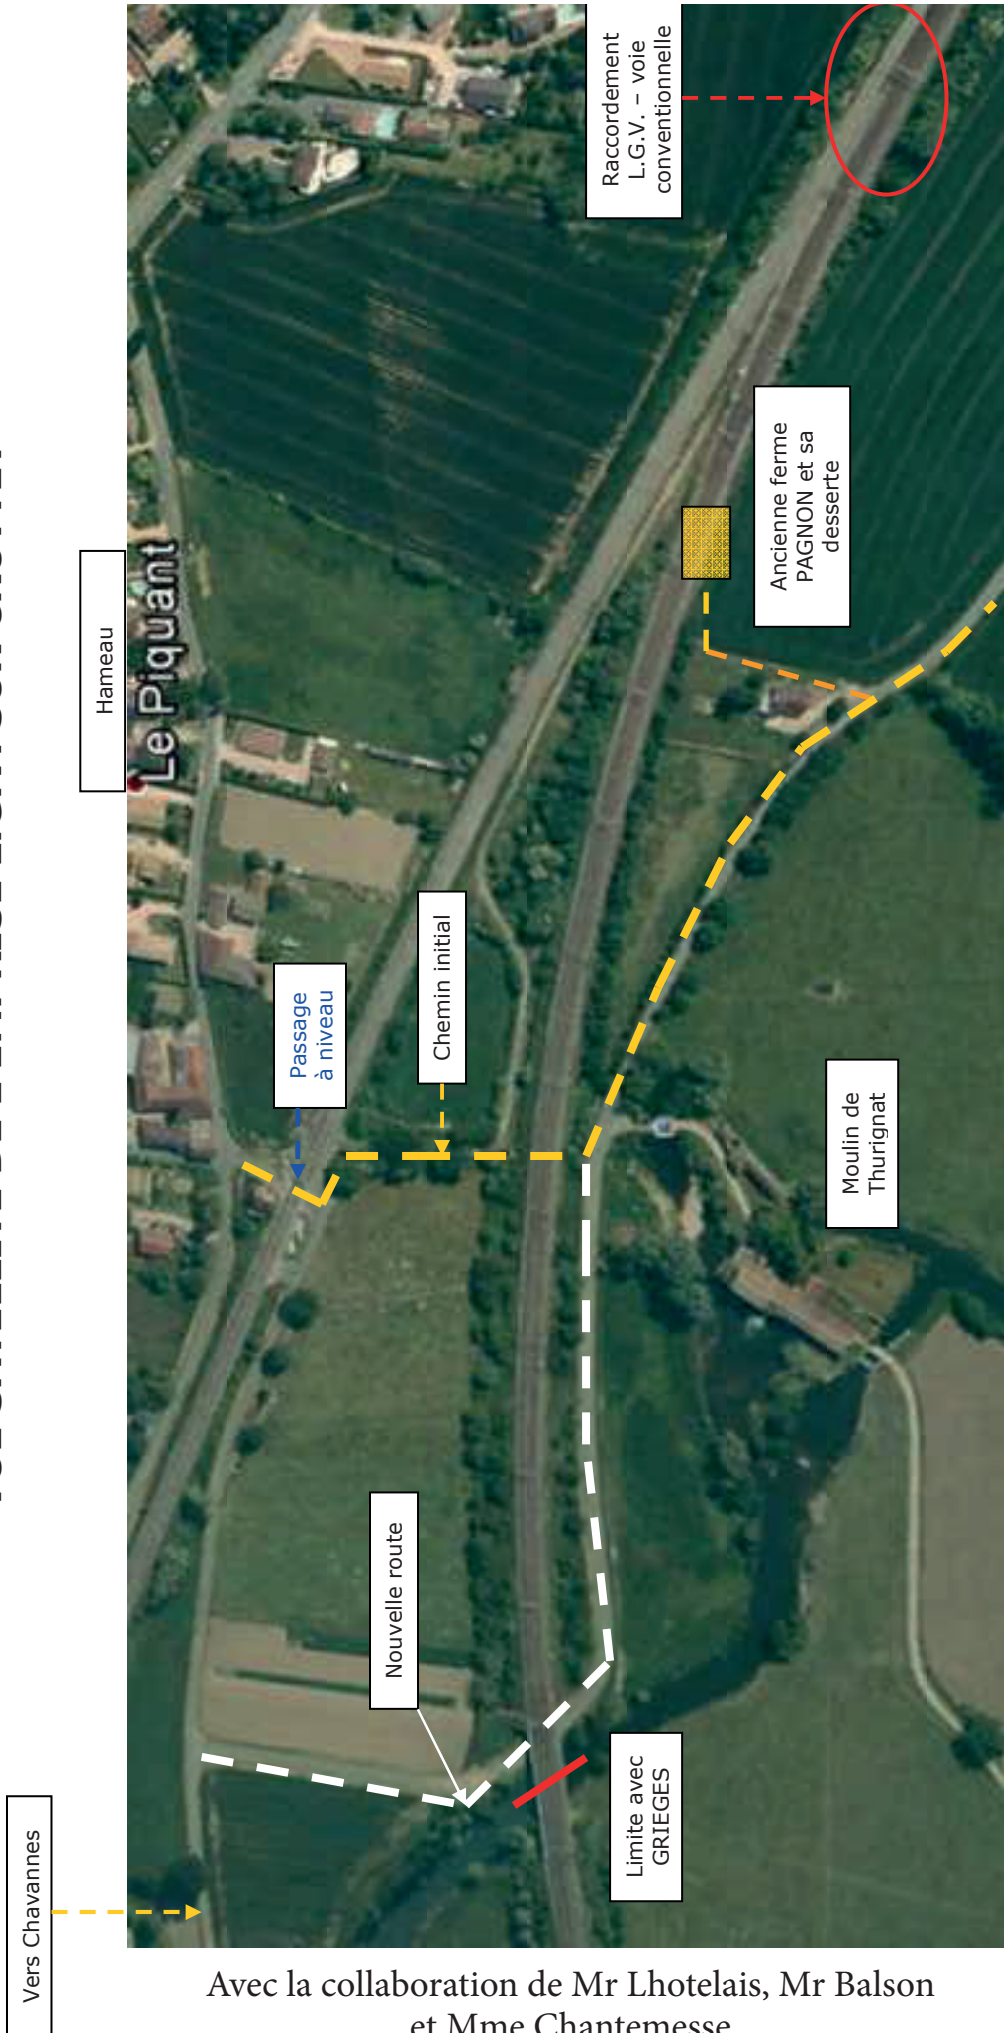 Raccordement
L.G.V. – voie
conventionnelle
Ancienne ferme
PAGNON et sa
desserte
Hameau
Le Piquant
Passage
à niveau
Chemin initial
Moulin de
Thurignat
Nouvelle route
Limite avec
GRIEGES
Vers Chavannes
Avec la collaboration de Mr Lhotelais, Mr Balson
et Mme Chantemesse